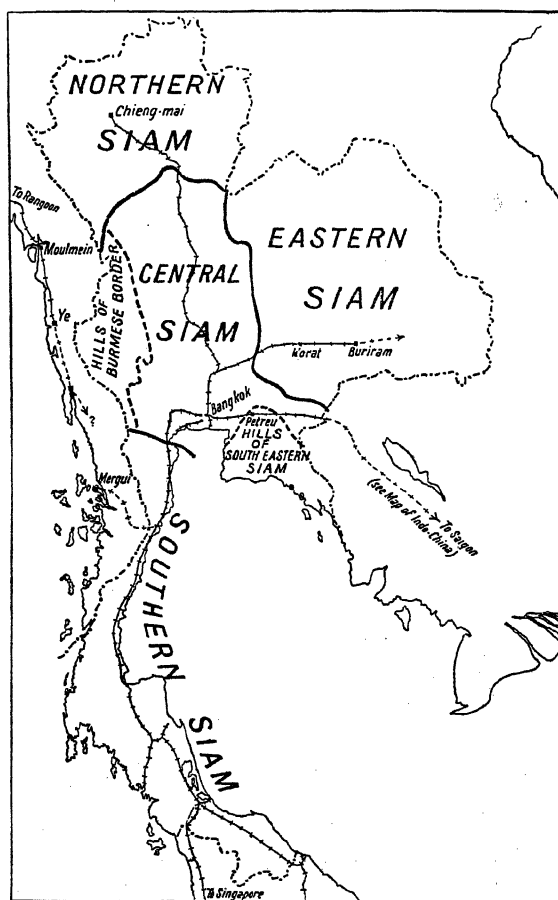 NORTHERN
Chieng-mai
SIAM
To Rangoon
Moulmein
EASTERN
SIAM
CENTRAL
SIAM
HILLS OF
BURMESE BORDER
Ye
Korat
Buriram
Bangkok
Petreu
HILLS
OF
SOUTH EASTERN
SIAM
?
Mergui
To Saigon
(see Map of Indo-China)
SOUTHERN
SIAM
To Singapore